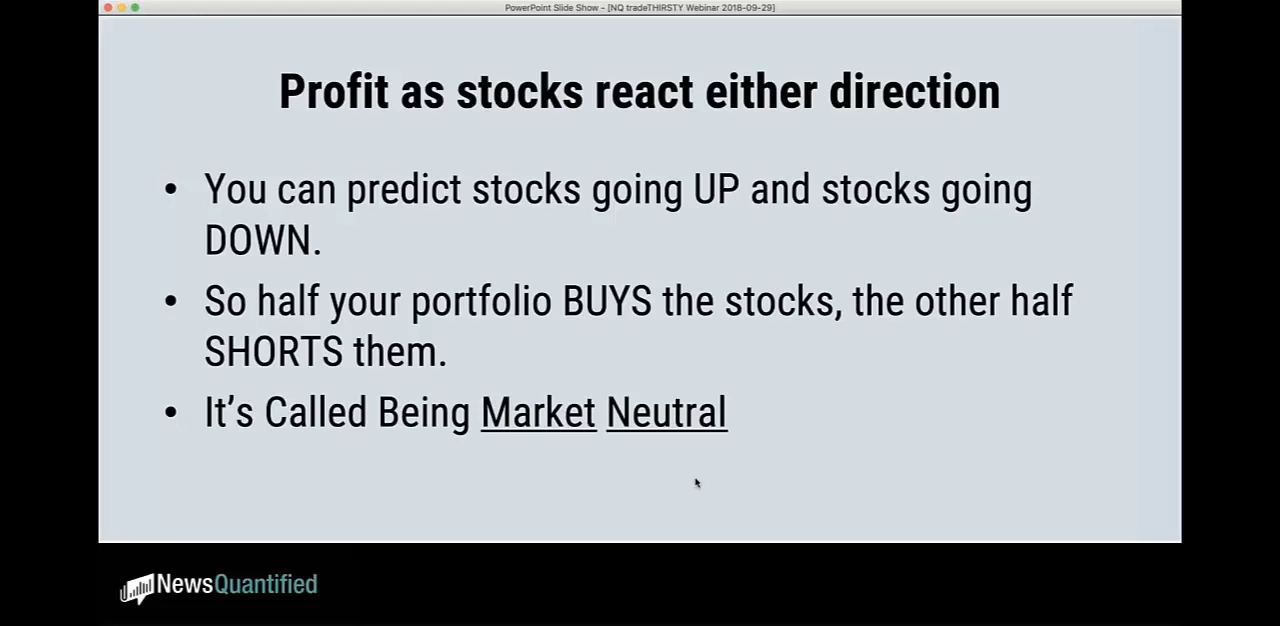 PowerPoint Slide Show - [NQ tradeTHIRSTY Webinar 2018-09-29]
Profit as stocks react either direction
• You can predict stocks going UP and stocks going
DOWN.
• So half your portfolio BUYS the stocks, the other half
SHORTS them.
• It’s Called Being Market Neutral
NewsQuantified